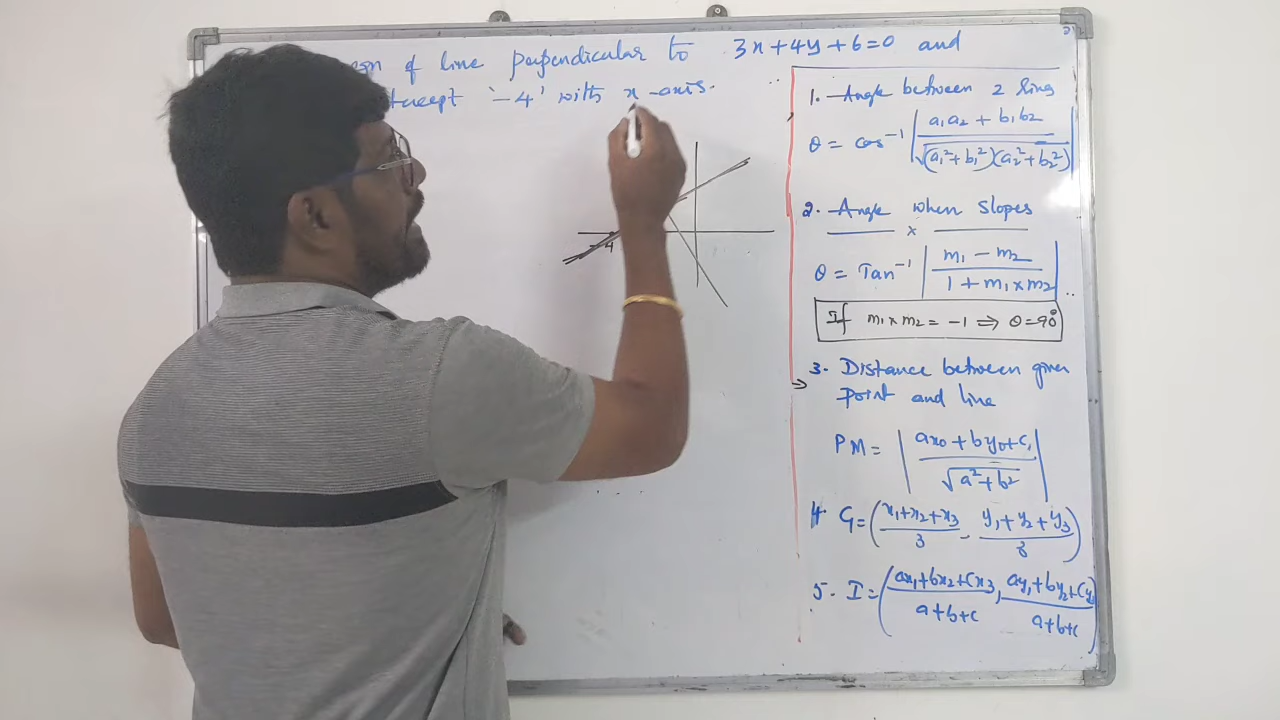 eqn of line perpendicular to 3x+4y+6=0 and
tercept '-4' with x-axis.
-4
1. Angle between 2 lines
θ = cos⁻¹ | a₁a₂ + b₁b₂ / √(a₁²+b₁²)(a₂²+b₂²) |
2. Angle when slopes
x
θ = Tan⁻¹ | m₁ - m₂ / 1 + m₁ x m₂ |
If m₁ x m₂ = -1 ⇒ θ = 90°
3. Distance between given
→ point and line
PM = | ax₀ + by₀ + c₁ / √a²+b² |
4. G = (x₁+x₂+x₃ / 3, y₁+y₂+y₃ / 3)
5. I = (ax₁+bx₂+cx₃ / a+b+c, ay₁+by₂+cy₃ / a+b+c)